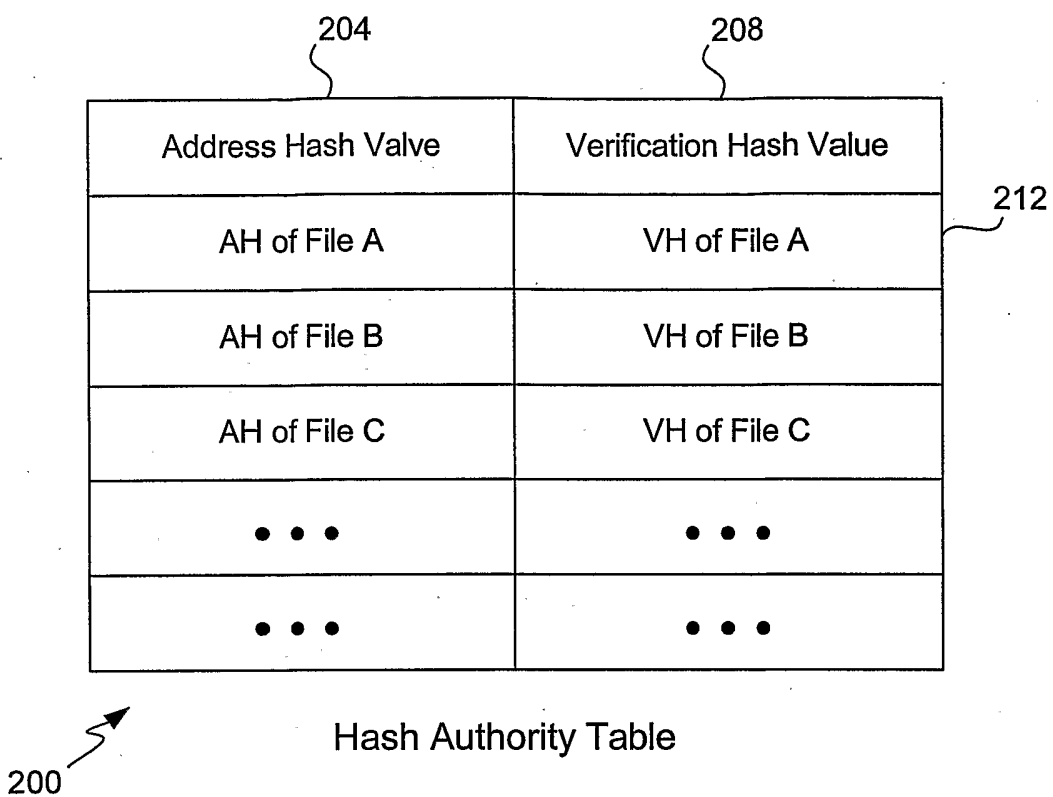 204 208
Address Hash Valve Verification Hash Value
212
AH of File A VH of File A
AH of File B VH of File B
AH of File C VH of File C
• • • • • •
• • • • • •
Hash Authority Table
200